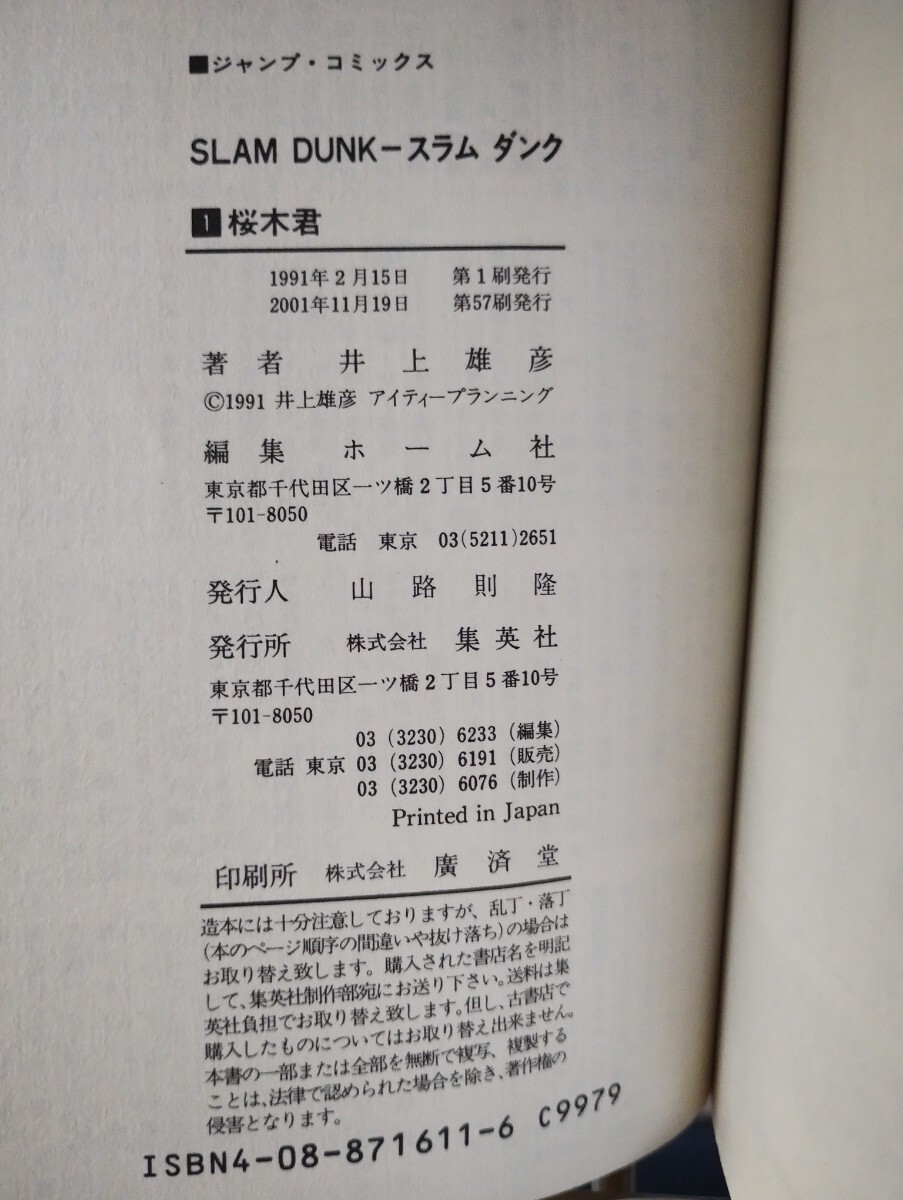 ■ジャンプ・コミックス
SLAM DUNK－スラム ダンク
1桜木君
1991年2月15日　第1刷発行
2001年11月19日　第57刷発行
著者　井上雄彦
©1991 井上雄彦 アイティープランニング
編集　ホーム社
東京都千代田区一ツ橋2丁目5番10号
〒101-8050
電話　東京　03(5211)2651
発行人　山路則隆
発行所　株式会社　集英社
東京都千代田区一ツ橋2丁目5番10号
〒101-8050
03 (3230) 6233 (編集)
電話 東京 03 (3230) 6191 (販売)
03 (3230) 6076 (制作)
Printed in Japan
印刷所　株式会社　廣済堂
造本には十分注意しておりますが、乱丁・落丁
(本のページ順序の間違いや抜け落ち)の場合は
お取り替え致します。購入された書店名を明記
して、集英社制作部宛にお送り下さい。送料は集
英社負担でお取り替え致します。但し、古書店で
購入したものについてはお取り替え出来ません。
本書の一部または全部を無断で複写、複製する
ことは、法律で認められた場合を除き、著作権の
侵害となります。
ISBN4-08-871611-6 C9979